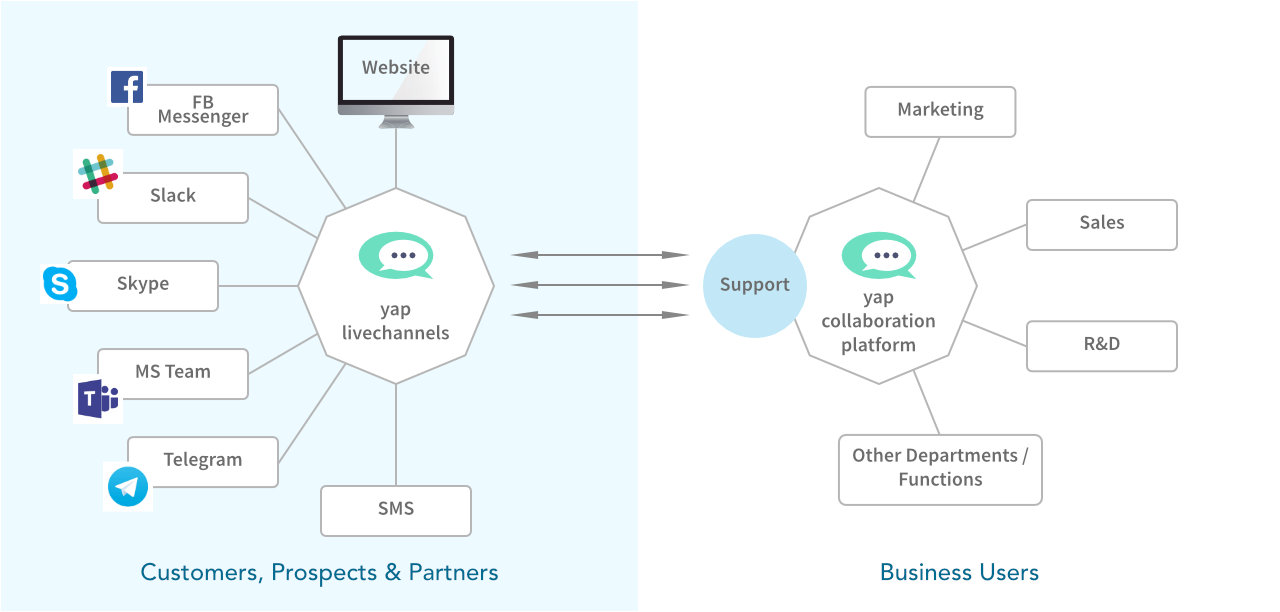 Website
FB
Messenger
Slack
Skype
MS Team
Telegram
SMS
yap
livechannels
Customers, Prospects & Partners
Support
yap
collaboration
platform
Marketing
Sales
R&D
Other Departments /
Functions
Business Users